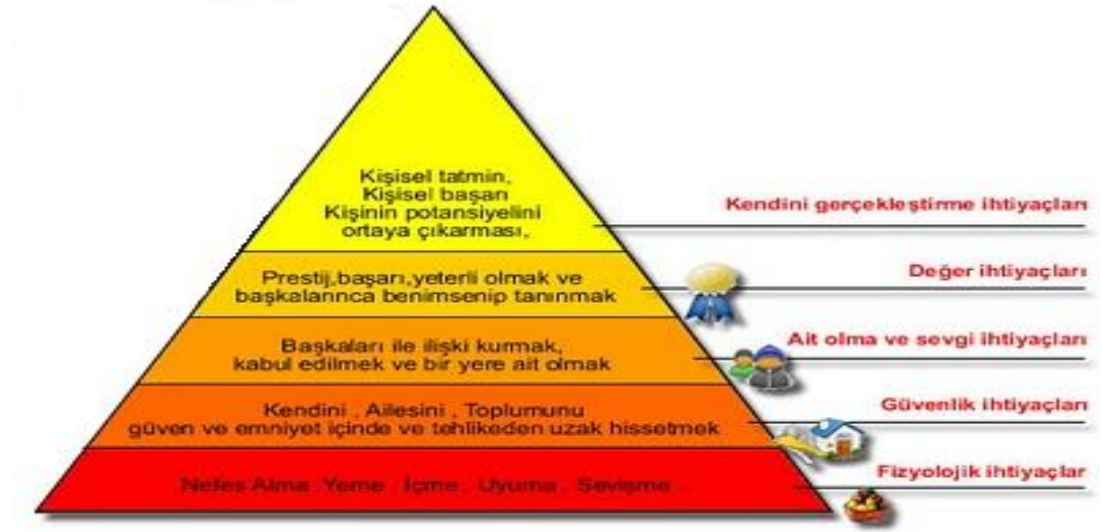 Kişisel tatmin,
Kişisel başarı
Kişinin potansiyelini
ortaya çıkarması,
Kendini gerçekleştirme ihtiyaçları
Prestij,başarı,yeterli olmak ve
başkalarınca benimsenip tanınmak
Değer ihtiyaçları
Başkaları ile ilişki kurmak,
kabul edilmek ve bir yere ait olmak
Ait olma ve sevgi ihtiyaçları
Kendini , Ailesini , Toplumunu
güven ve emniyet içinde ve tehlikeden uzak hissetmek
Güvenlik ihtiyaçları
Nefes Alma ,Yeme , İçme , Uyuma , Sevişme ..
Fizyolojik ihtiyaçlar